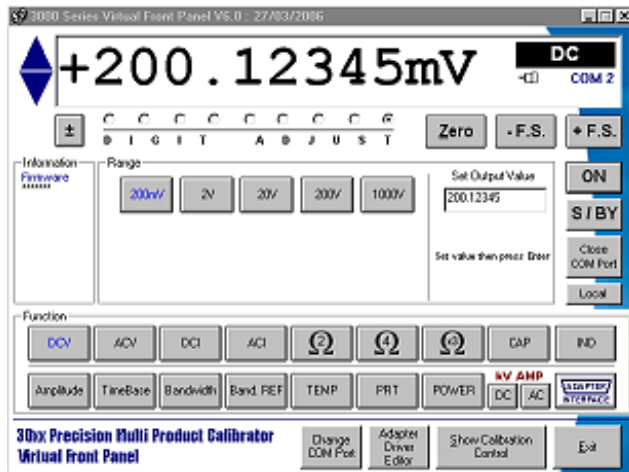 3000 Series Virtual Front Panel V6.0 : 27/03/2006
+200.12345mV
DC
COM 2
±
DIGIT ADJUST
Zero
- F.S.
+ F.S.
Information
Firmware
Range
200mV
2V
20V
200V
1000V
Set Output Value
200.12345
Set value then press Enter
ON
S/BY
Close
COM Port
Local
Function
DCV
ACV
DCI
ACI
Ω 2
Ω 4
CAP
IND
Amplitude
TimeBase
Bandwidth
Band. REF
TEMP
PRT
POWER
kV AMP
DC
AC
ADAPTER/
INTERFACE
30xx Precision Multi Product Calibrator
Virtual Front Panel
Change
COM Port
Adapter
Driver
Editor
Show Calibration
Control
Exit